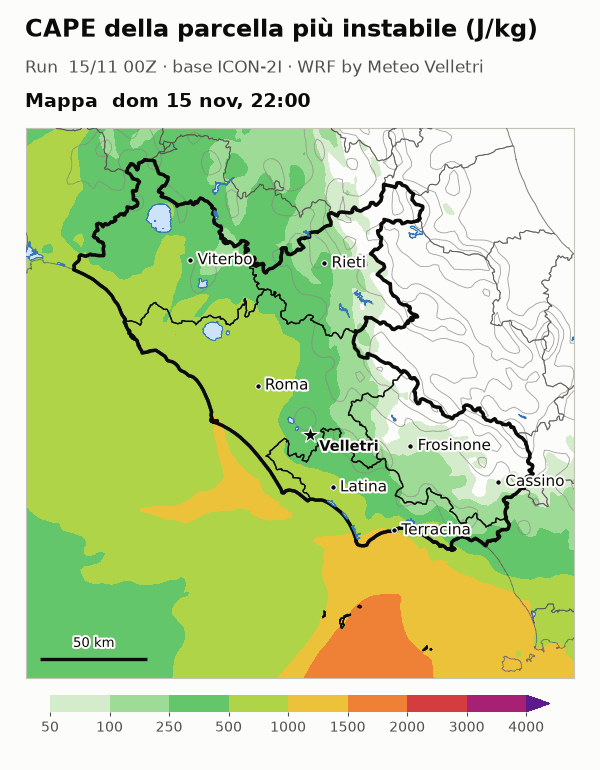 CAPE della parcella più instabile (J/kg)
Run 15/11 00Z · base ICON-2I · WRF by Meteo Velletri
Mappa dom 15 nov, 22:00
Viterbo
Rieti
Roma
Velletri
Frosinone
Cassino
Latina
Terracina
50 km
50 100 250 500 1000 1500 2000 3000 4000